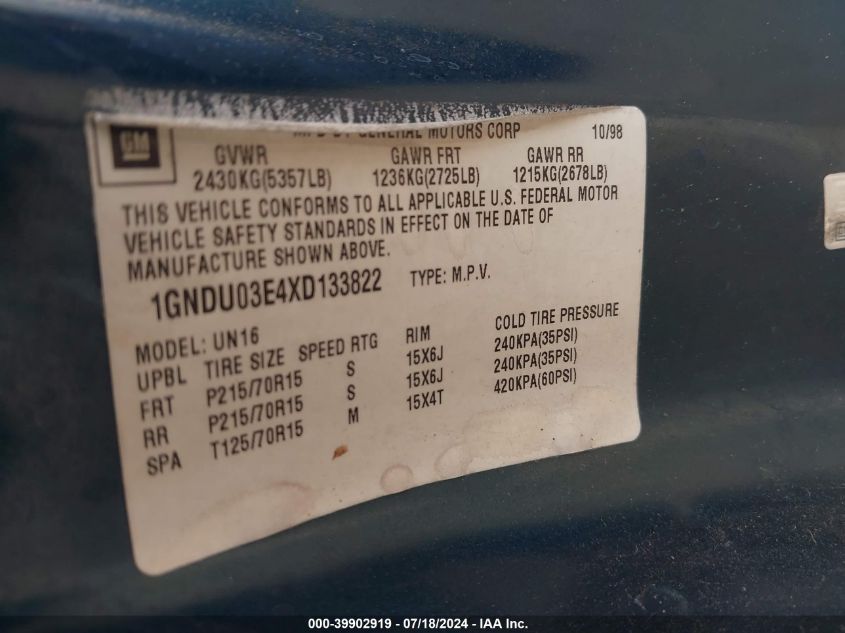 GM
MFD BY GENERAL MOTORS CORP 10/98
GVWR GAWR FRT GAWR RR
2430KG(5357LB) 1236KG(2725LB) 1215KG(2678LB)
THIS VEHICLE CONFORMS TO ALL APPLICABLE U.S. FEDERAL MOTOR
VEHICLE SAFETY STANDARDS IN EFFECT ON THE DATE OF
MANUFACTURE SHOWN ABOVE.
1GNDU03E4XD133822 TYPE: M.P.V.
MODEL: UN16
UPBL TIRE SIZE SPEED RTG RIM COLD TIRE PRESSURE
FRT P215/70R15 S 15X6J 240KPA(35PSI)
RR P215/70R15 S 15X6J 240KPA(35PSI)
SPA T125/70R15 M 15X4T 420KPA(60PSI)
000-39902919 / 07/18/2024 - IAA Inc.